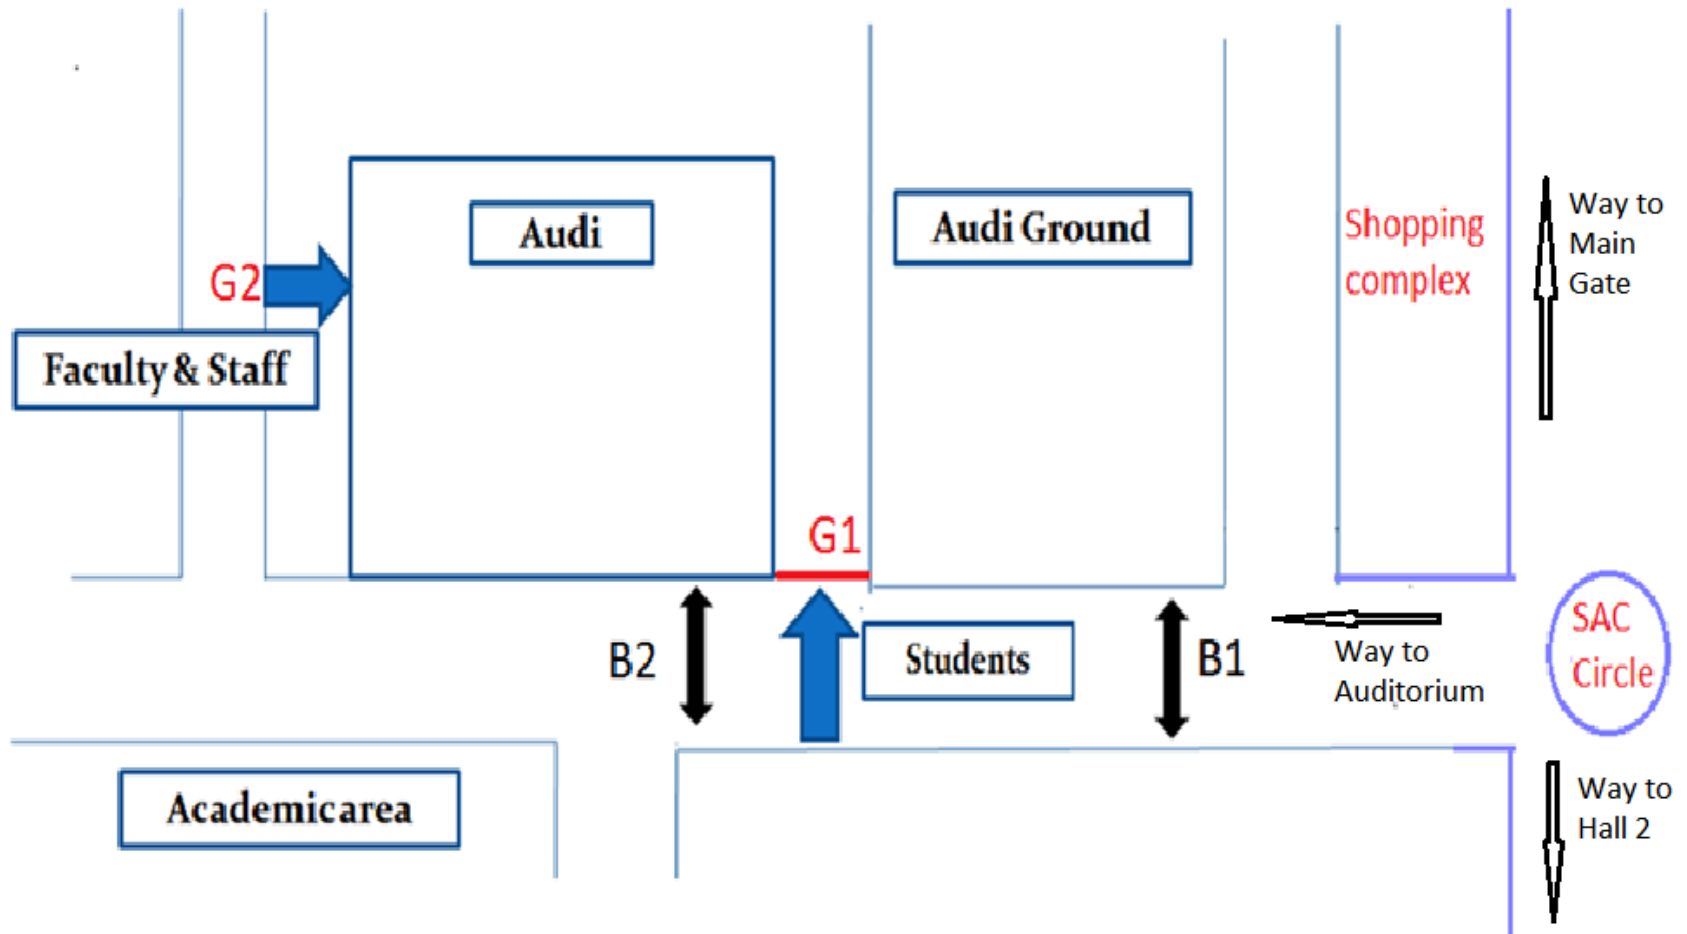 Audi
Audi Ground
Shopping
complex
Way to
Main
Gate
G2
Faculty & Staff
G1
SAC
Circle
B2
Students
B1
Way to
Auditorium
Academicarea
Way to
Hall 2